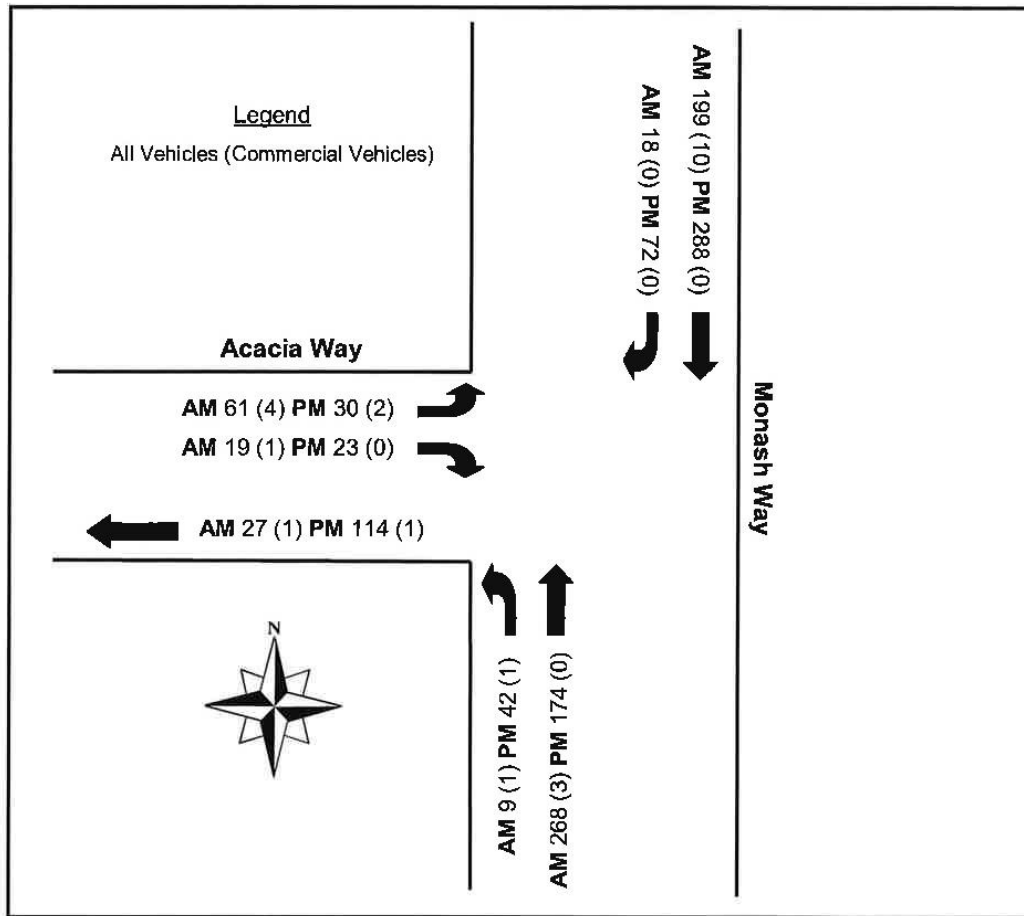 Legend
All Vehicles (Commercial Vehicles)
AM 199 (10) PM 288 (0)
AM 18 (0) PM 72 (0)
Acacia Way
AM 61 (4) PM 30 (2)
AM 19 (1) PM 23 (0)
Monash Way
AM 27 (1) PM 114 (1)
N
AM 9 (1) PM 42 (1)
AM 268 (3) PM 174 (0)